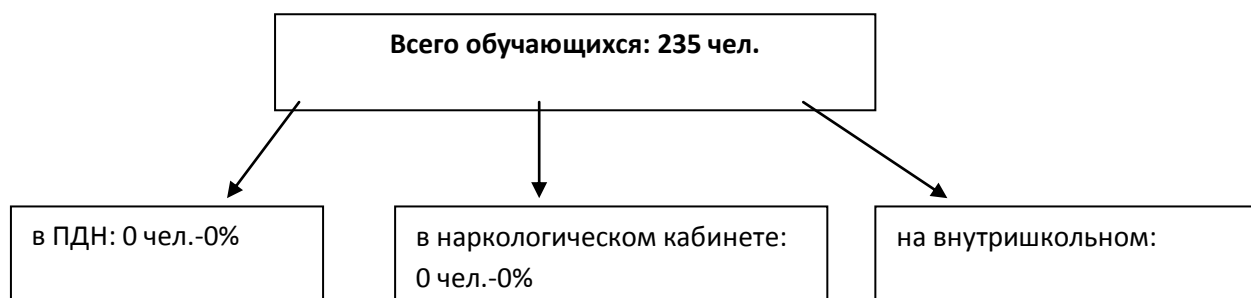 Всего обучающихся: 235 чел.
в ПДН: 0 чел.-0%
в наркологическом кабинете:
0 чел.-0%
на внутришкольном: